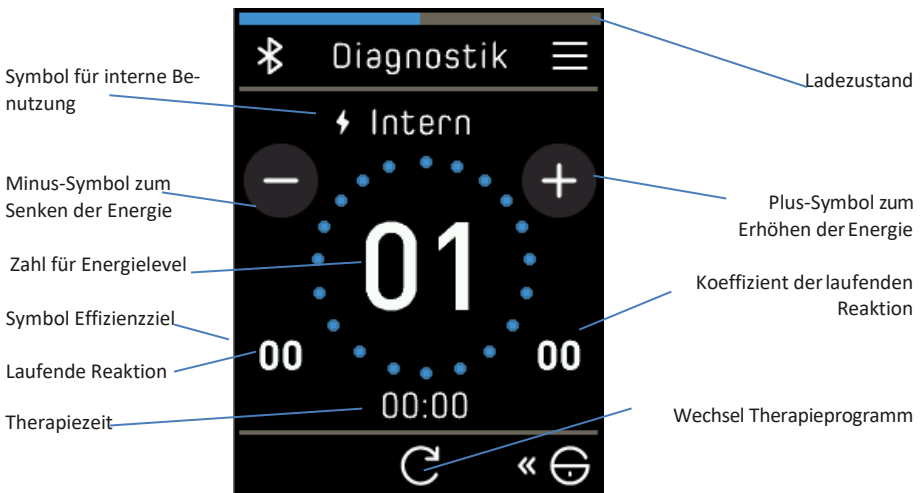 Diagnostik
Symbol für interne Be-
nutzung
Ladezustand
Intern
Minus-Symbol zum
Senken der Energie
Plus-Symbol zum
Erhöhen der Energie
01
Zahl für Energielevel
Koeffizient der laufenden
Reaktion
Symbol Effizienzziel
00
00
Laufende Reaktion
00:00
Therapiezeit
Wechsel Therapieprogramm
«